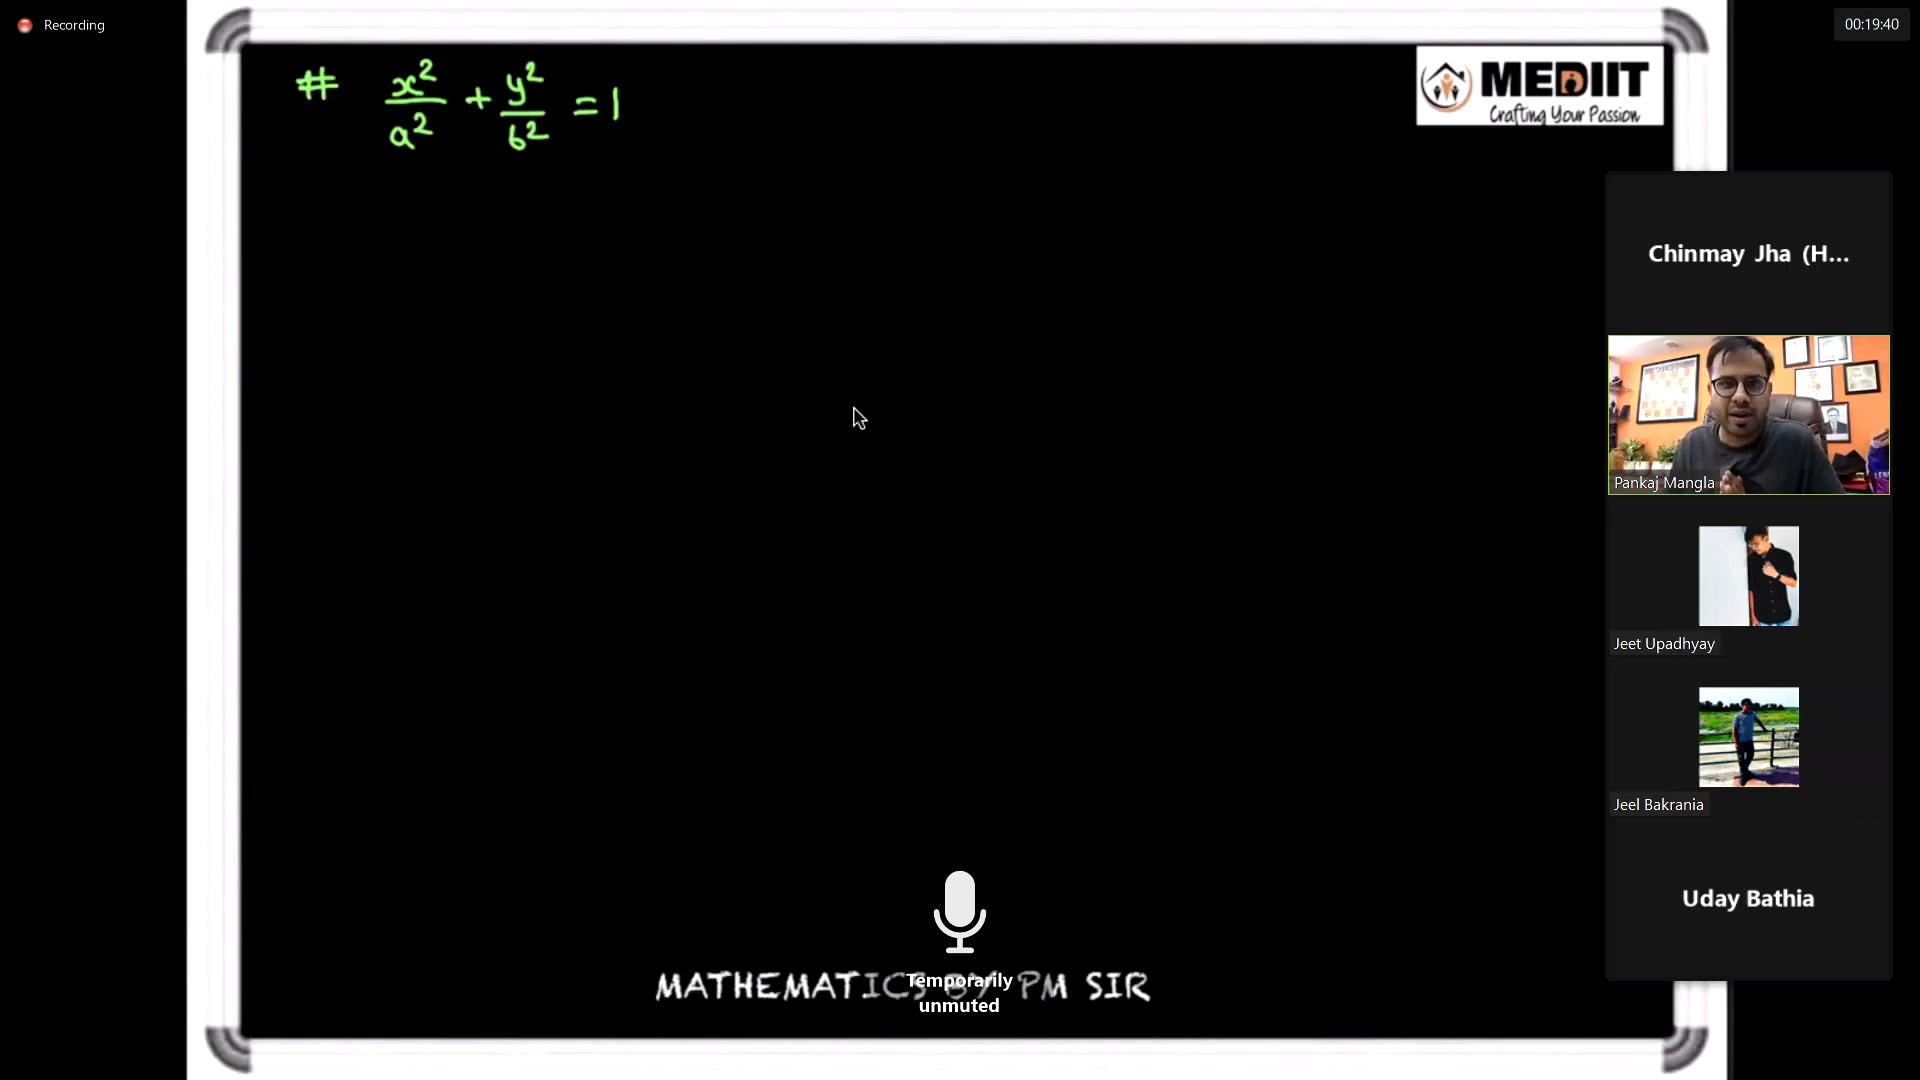 Recording
00:19:40
# x²/a² + y²/b² = 1
MEDIIT
Crafting Your Passion
Chinmay Jha (H...
Pankaj Mangla
Jeet Upadhyay
Jeel Bakrania
Uday Bathia
Temporarily
unmuted
MATHEMATICS BY PM SIR